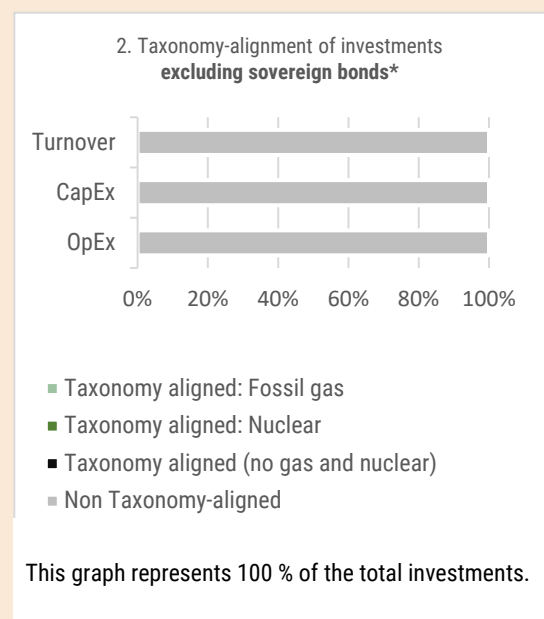 2. Taxonomy-alignment of investments
excluding sovereign bonds*
Turnover
CapEx
OpEx
0% 20% 40% 60% 80% 100%
Taxonomy aligned: Fossil gas
Taxonomy aligned: Nuclear
Taxonomy aligned (no gas and nuclear)
Non Taxonomy-aligned
This graph represents 100 % of the total investments.